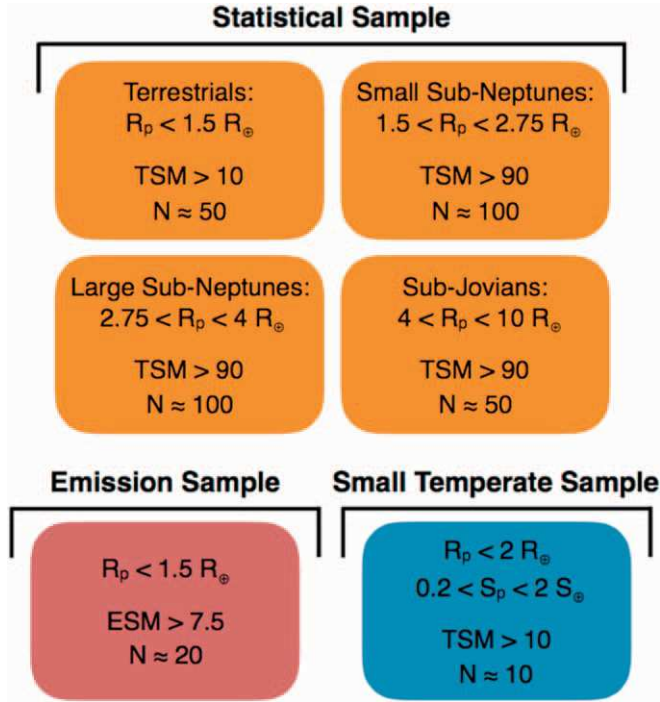 Statistical Sample
Terrestrials:
Rₚ < 1.5 R⊕
TSM > 10
N ≈ 50
Small Sub-Neptunes:
1.5 < Rₚ < 2.75 R⊕
TSM > 90
N ≈ 100
Large Sub-Neptunes:
2.75 < Rₚ < 4 R⊕
TSM > 90
N ≈ 100
Sub-Jovians:
4 < Rₚ < 10 R⊕
TSM > 90
N ≈ 50
Emission Sample
Rₚ < 1.5 R⊕
ESM > 7.5
N ≈ 20
Small Temperate Sample
Rₚ < 2 R⊕
0.2 < Sₚ < 2 S⊕
TSM > 10
N ≈ 10